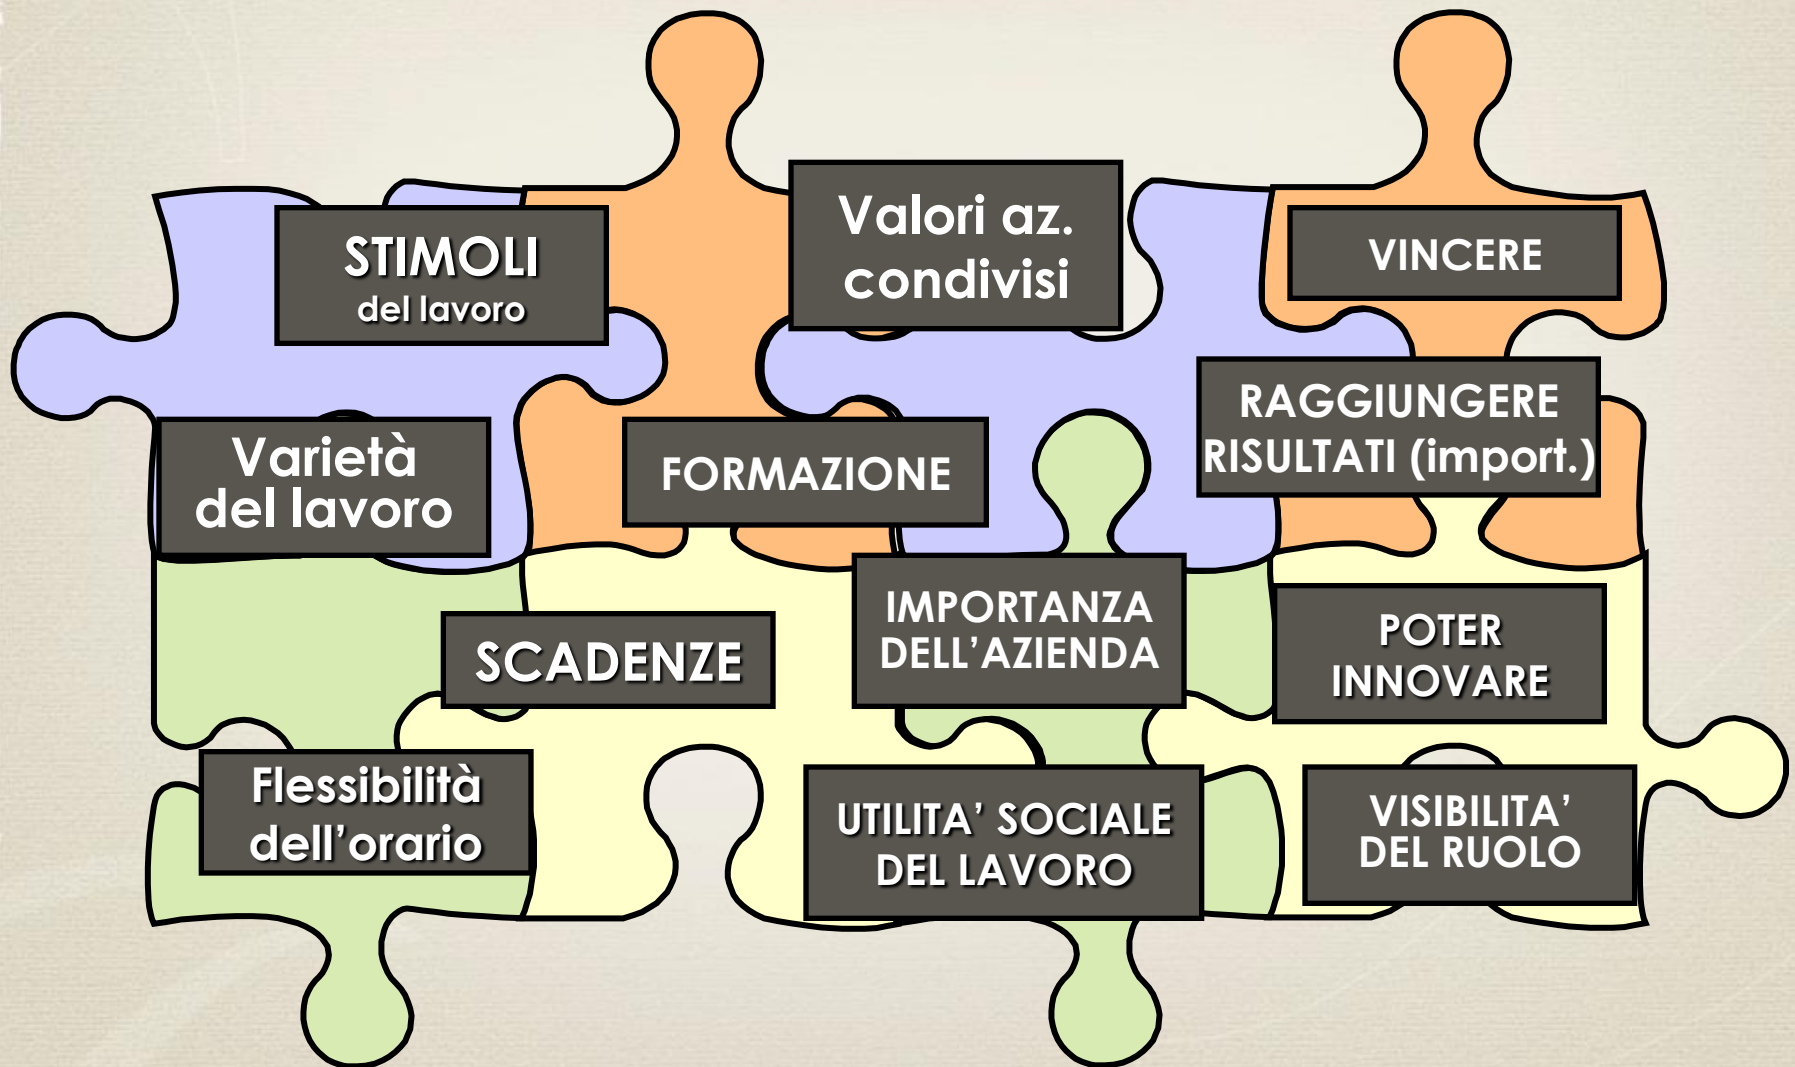 STIMOLI
del lavoro
Valori az.
condivisi
VINCERE
Varietà
del lavoro
FORMAZIONE
RAGGIUNGERE
RISULTATI (import.)
SCADENZE
IMPORTANZA
DELL’AZIENDA
POTER
INNOVARE
Flessibilità
dell’orario
UTILITA’ SOCIALE
DEL LAVORO
VISIBILITA’
DEL RUOLO